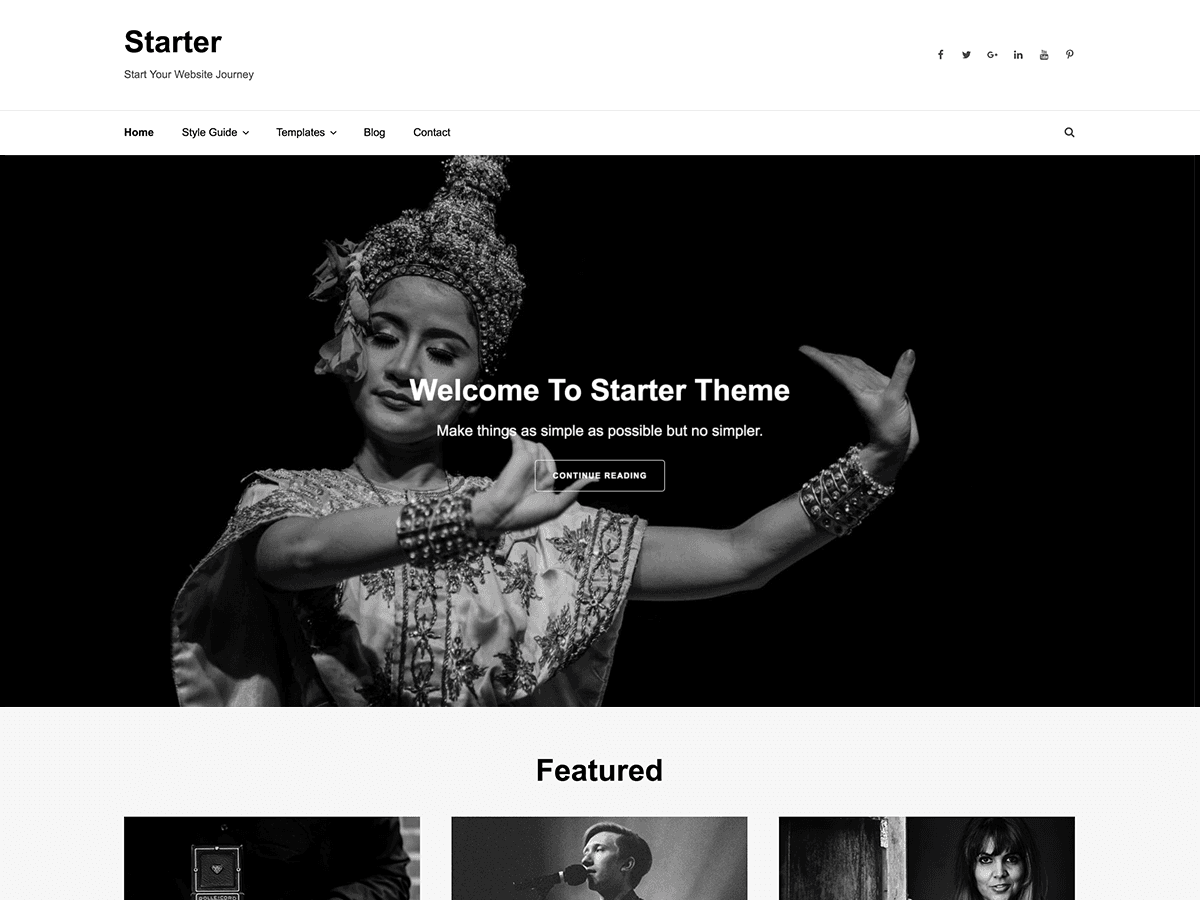 Starter
Start Your Website Journey
Home Style Guide Templates Blog Contact
Welcome To Starter Theme
Make things as simple as possible but no simpler.
CONTINUE READING
Featured
ROLLEICORD